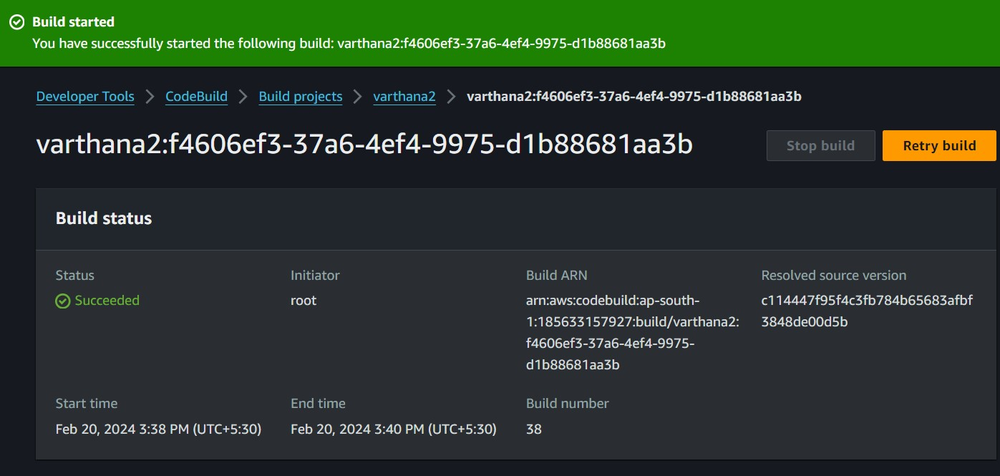 Build started
You have successfully started the following build: varthana2:f4606ef3-37a6-4ef4-9975-d1b88681aa3b
Developer Tools > CodeBuild > Build projects > varthana2 > varthana2:f4606ef3-37a6-4ef4-9975-d1b88681aa3b
varthana2:f4606ef3-37a6-4ef4-9975-d1b88681aa3b
Stop build
Retry build
Build status
Status
Succeeded
Initiator
root
Build ARN
arn:aws:codebuild:ap-south-
1:185633157927:build/varthana2:
f4606ef3-37a6-4ef4-9975-
d1b88681aa3b
Resolved source version
c114447f95f4c3fb784b65683afbf
3848de00d5b
Start time
Feb 20, 2024 3:38 PM (UTC+5:30)
End time
Feb 20, 2024 3:40 PM (UTC+5:30)
Build number
38